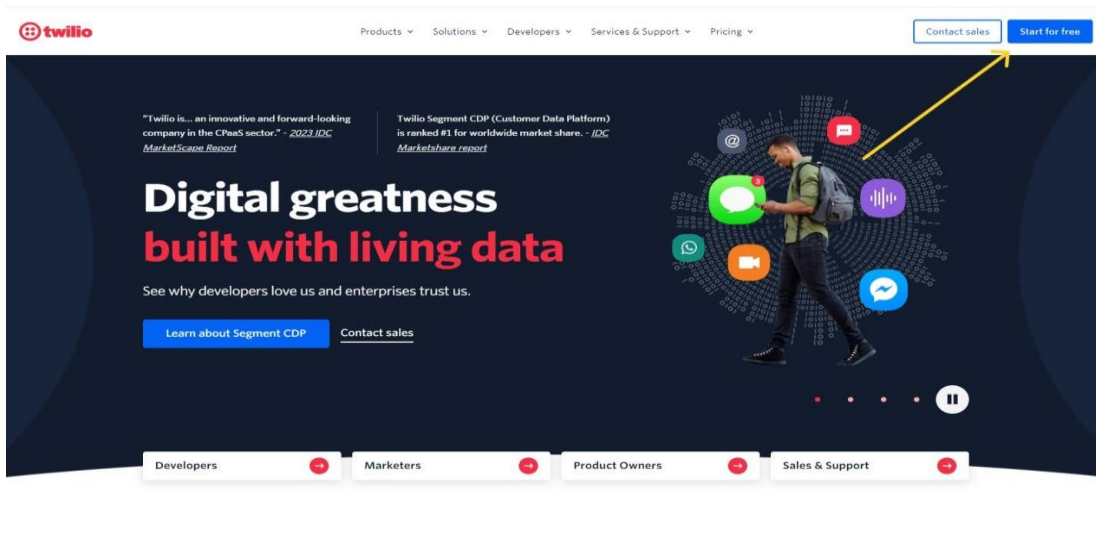 twilio
Products
Solutions
Developers
Services & Support
Pricing
Contact sales
Start for free
"Twilio is... an innovative and forward-looking
company in the CPaaS sector." - 2023 IDC
MarketScape Report
Twilio Segment CDP (Customer Data Platform)
is ranked #1 for worldwide market share. - IDC
Marketshare report
Digital greatness
built with living data
See why developers love us and enterprises trust us.
Learn about Segment CDP
Contact sales
@
3
Developers
Marketers
Product Owners
Sales & Support